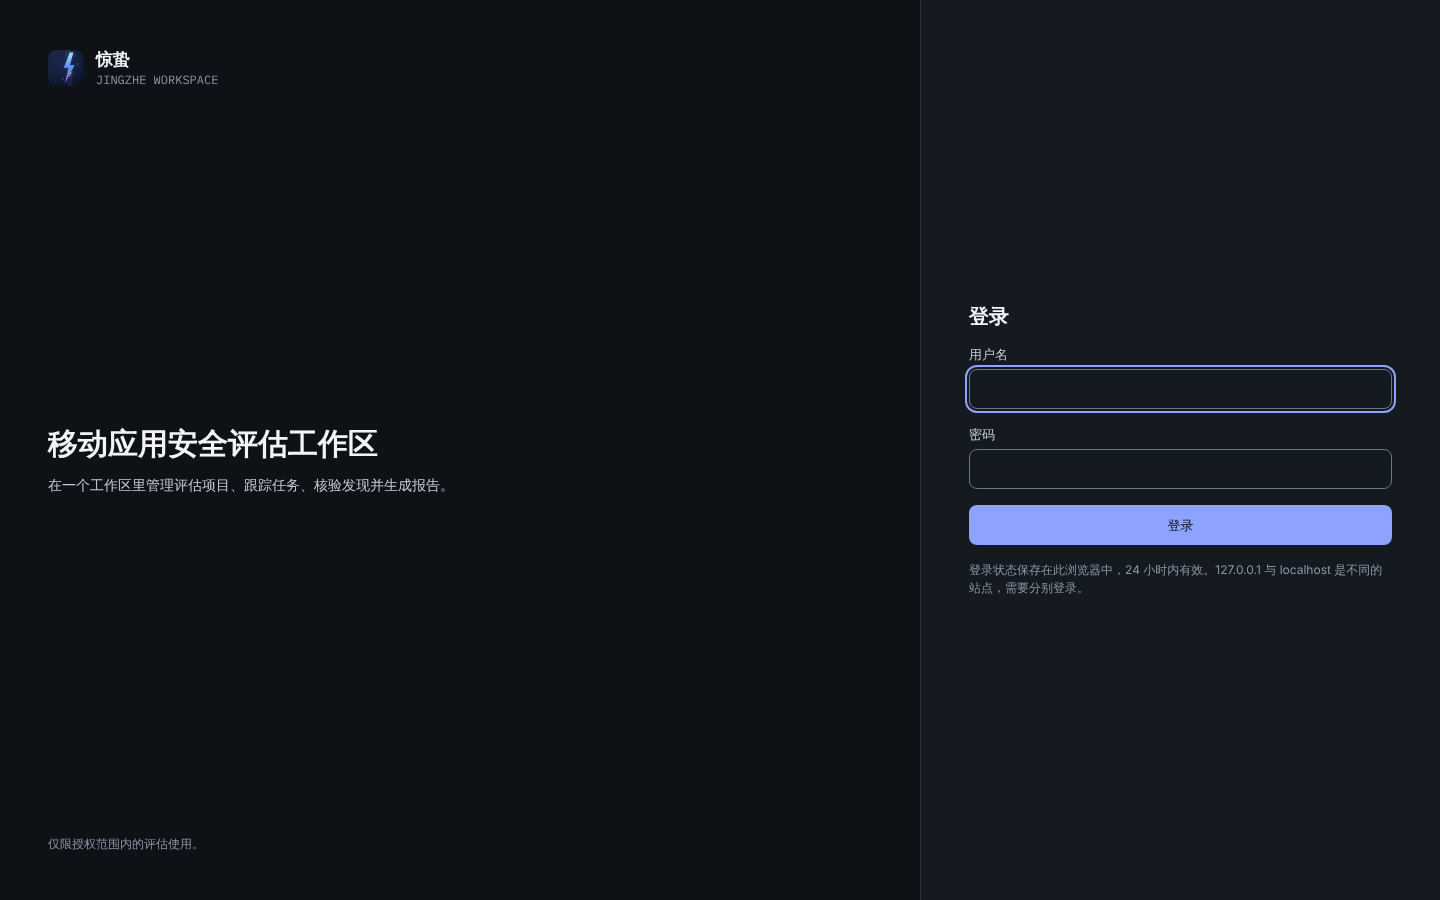 惊蛰
JINGZHE WORKSPACE
移动应用安全评估工作区
在一个工作区里管理评估项目、跟踪任务、核验发现并生成报告。
仅限授权范围内的评估使用。
登录
用户名
密码
登录
登录状态保存在此浏览器中，24 小时内有效。127.0.0.1 与 localhost 是不同的
站点，需要分别登录。